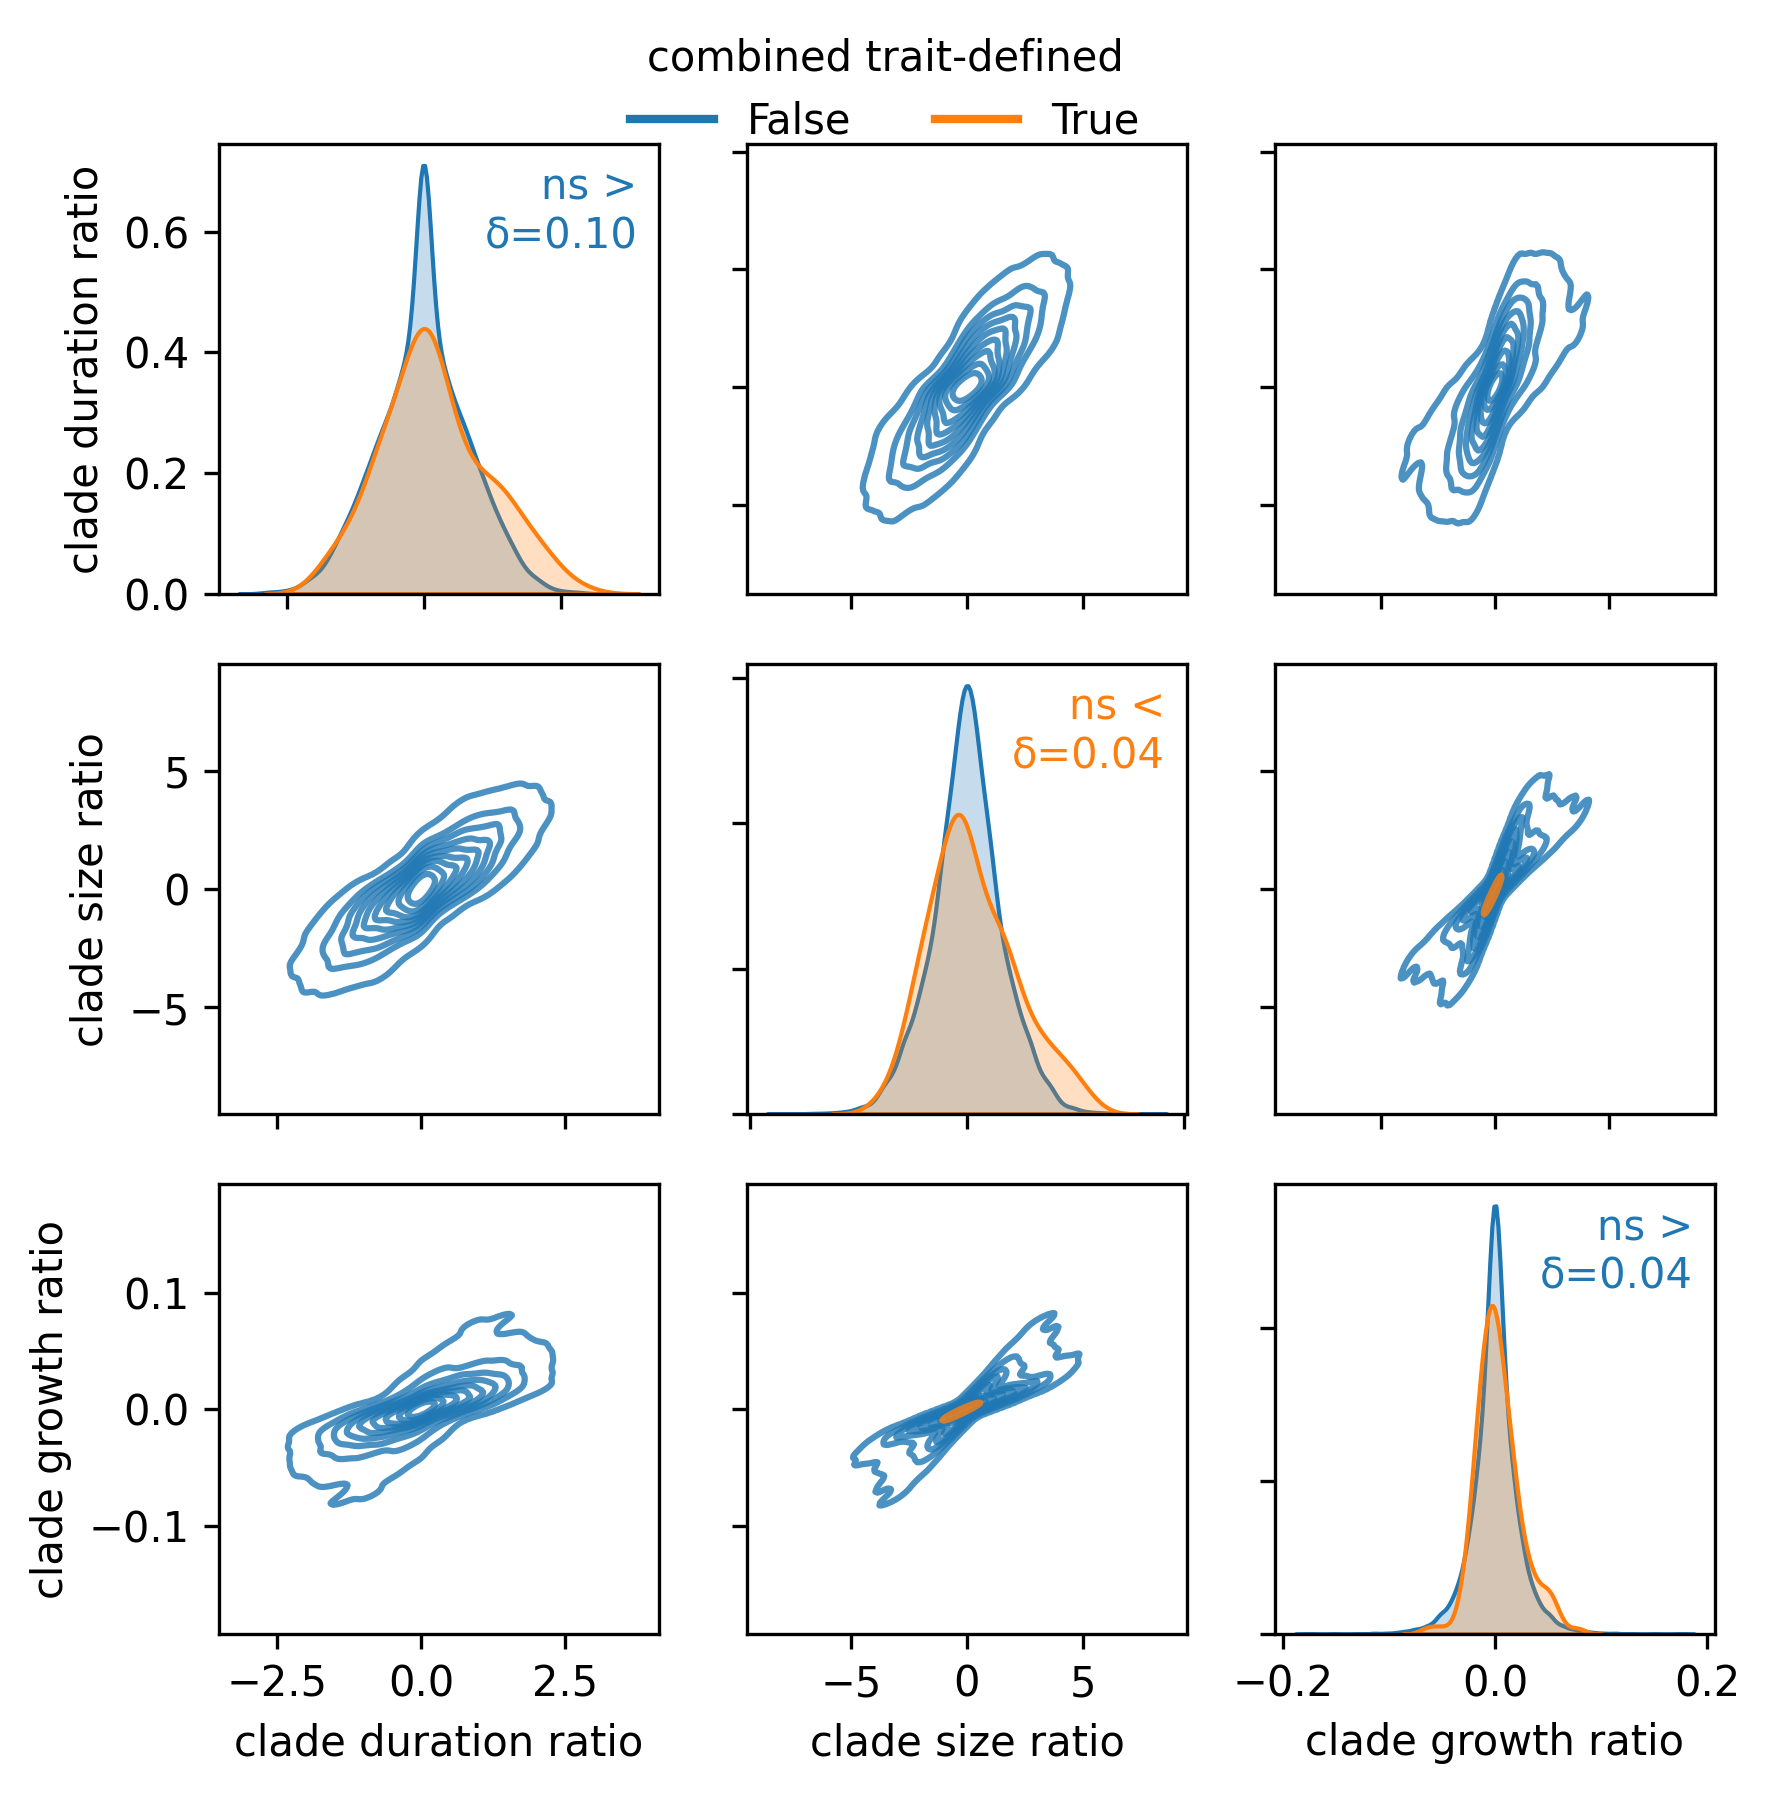 combined trait-defined
False True
clade duration ratio
0.6
0.4
0.2
0.0
ns >
δ=0.10
clade size ratio
5
0
−5
ns <
δ=0.04
clade growth ratio
0.1
0.0
−0.1
ns >
δ=0.04
−2.5 0.0 2.5
−5 0 5
−0.2 0.0 0.2
clade duration ratio
clade size ratio
clade growth ratio